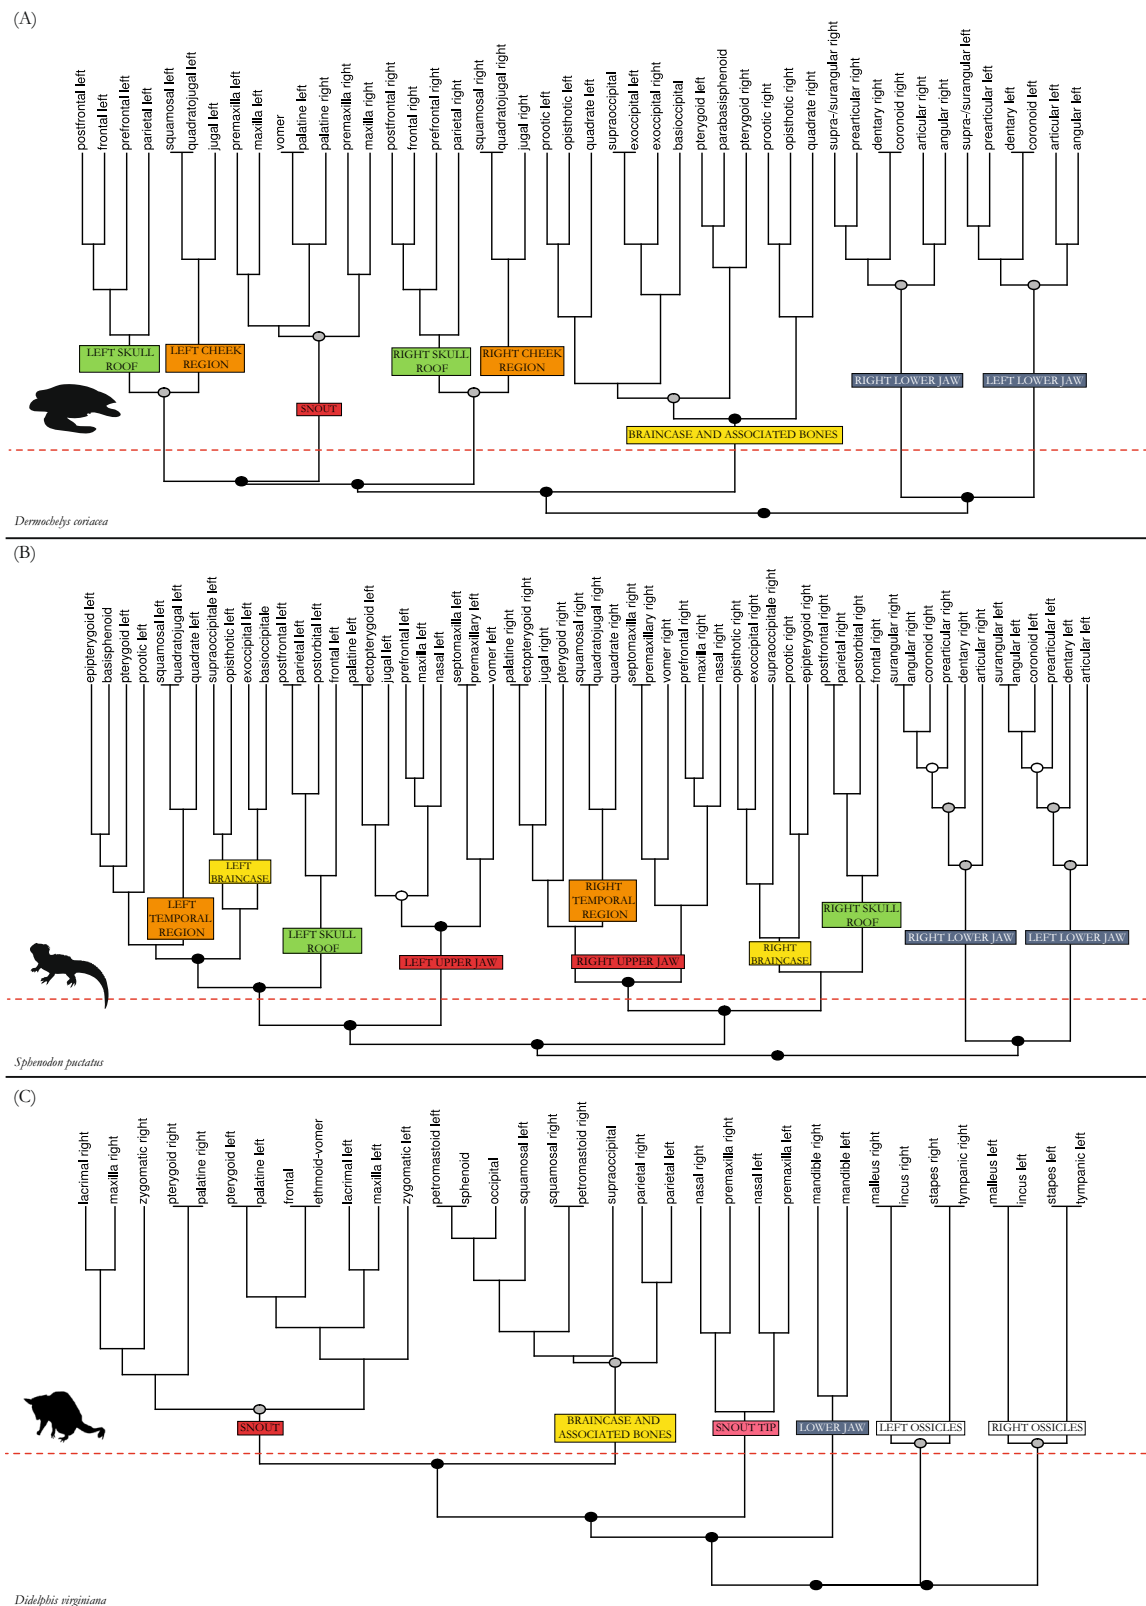 (A)
postfrontal left
frontal left
prefrontal left
parietal left
squamosal left
quadratojugal left
jugal left
premaxilla left
maxilla left
vomer
palatine left
palatine right
premaxilla right
maxilla right
postfrontal right
frontal right
prefrontal right
parietal right
squamosal right
quadratojugal right
jugal right
prootic left
opisthotic left
quadrate left
supraoccipital
exoccipital left
exoccipital right
basioccipital
pterygoid left
parabasisphenoid
pterygoid right
prootic right
opisthotic right
quadrate right
supra-/surangular right
prearticular right
dentary right
coronoid right
articular right
angular right
supra-/surangular left
prearticular left
dentary left
coronoid left
articular left
angular left
LEFT SKULL
ROOF
LEFT CHEEK
REGION
SNOUT
RIGHT SKULL
ROOF
RIGHT CHEEK
REGION
BRAINCASE AND ASSOCIATED BONES
RIGHT LOWER JAW
LEFT LOWER JAW
Dermochelys coriacea
(B)
epipterygoid left
basisphenoid
pterygoid left
prootic left
squamosal left
quadratojugal left
quadrate left
supraoccipitale left
opisthotic left
exoccipital left
basioccipitale
postfrontal left
parietal left
postorbital left
frontal left
palatine left
ectopterygoid left
jugal left
prefrontal left
maxilla left
nasal left
septomaxilla left
premaxillary left
vomer left
palatine right
ectopterygoid right
jugal right
pterygoid right
squamosal right
quadratojugal right
quadrate right
septomaxilla right
premaxillary right
vomer right
prefrontal right
maxilla right
nasal right
opisthotic right
exoccipital right
supraoccipitale right
prootic right
epipterygoid right
postfrontal right
parietal right
postorbital right
frontal right
surangular right
angular right
coronoid right
prearticular right
dentary right
articular right
surangular left
angular left
coronoid left
prearticular left
dentary left
articular left
LEFT
TEMPORAL
REGION
LEFT
BRAINCASE
LEFT SKULL
ROOF
LEFT UPPER JAW
RIGHT
TEMPORAL
REGION
RIGHT UPPER JAW
RIGHT
BRAINCASE
RIGHT SKULL
ROOF
RIGHT LOWER JAW
LEFT LOWER JAW
Sphenodon puctatus
(C)
lacrimal right
maxilla right
zygomatic right
pterygoid right
palatine right
pterygoid left
palatine left
frontal
ethmoid-vomer
lacrimal left
maxilla left
zygomatic left
petromastoid left
sphenoid
occipital
squamosal left
squamosal right
petromastoid right
supraoccipital
parietal right
parietal left
nasal right
premaxilla right
nasal left
premaxilla left
mandible right
mandible left
malleus right
incus right
stapes right
tympanic right
malleus left
incus left
stapes left
tympanic left
SNOUT
BRAINCASE AND
ASSOCIATED BONES
SNOUT TIP
LOWER JAW
LEFT OSSICLES
RIGHT OSSICLES
Didelphis virginiana